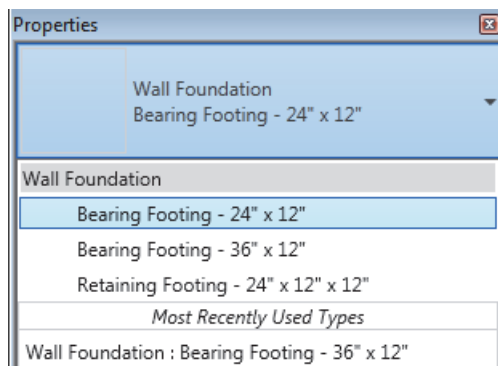 Properties
Wall Foundation
Bearing Footing - 24" x 12"
Wall Foundation
Bearing Footing - 24" x 12"
Bearing Footing - 36" x 12"
Retaining Footing - 24" x 12" x 12"
Most Recently Used Types
Wall Foundation : Bearing Footing - 36" x 12"